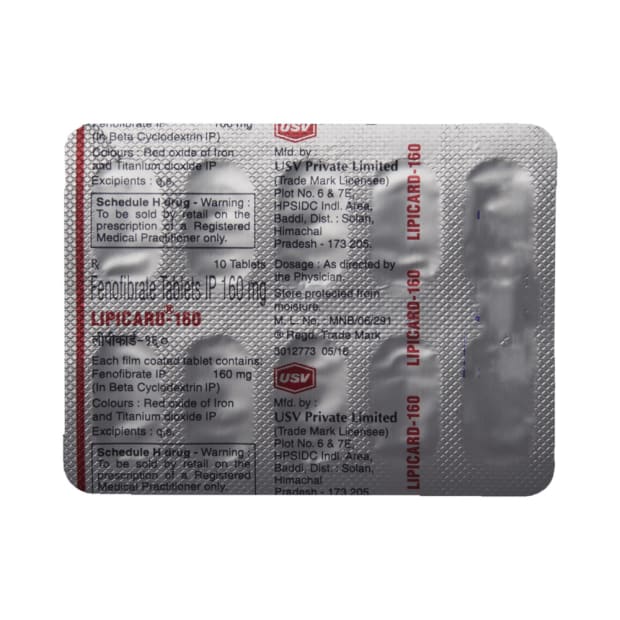 Fenofibrate IP 160 mg
(In Beta Cyclodextrin IP)
Colours : Red oxide of Iron
and Titanium dioxide IP
Excipients : q.s.
Schedule H drug - Warning :
To be sold by retail on the
prescription of a Registered
Medical Practitioner only.
Rx 10 Tablets
Fenofibrate Tablets IP 160 mg
LIPICARD®-160
लीपीकार्ड-१६०
Each film coated tablet contains:
Fenofibrate IP 160 mg
(In Beta Cyclodextrin IP)
Colours : Red oxide of Iron
and Titanium dioxide IP
Excipients : q.s.
Schedule H drug - Warning :
To be sold by retail on the
prescription of a Registered
Medical Practitioner only.
USV
Mfd. by :
USV Private Limited
(Trade Mark Licensee)
Plot No. 6 & 7E,
HPSIDC Indl. Area,
Baddi, Dist. : Solan,
Himachal
Pradesh - 173 205.
Dosage : As directed by
the Physician.
Store protected from
moisture.
M. L. No. : MNB/06/291
® Regd. Trade Mark
3012773 05/16
USV
Mfd. by :
USV Private Limited
(Trade Mark Licensee)
Plot No. 6 & 7E,
HPSIDC Indl. Area,
Baddi, Dist. : Solan,
Himachal
Pradesh - 173 205.
LIPICARD-160
LIPICARD-160
LIPICARD-160